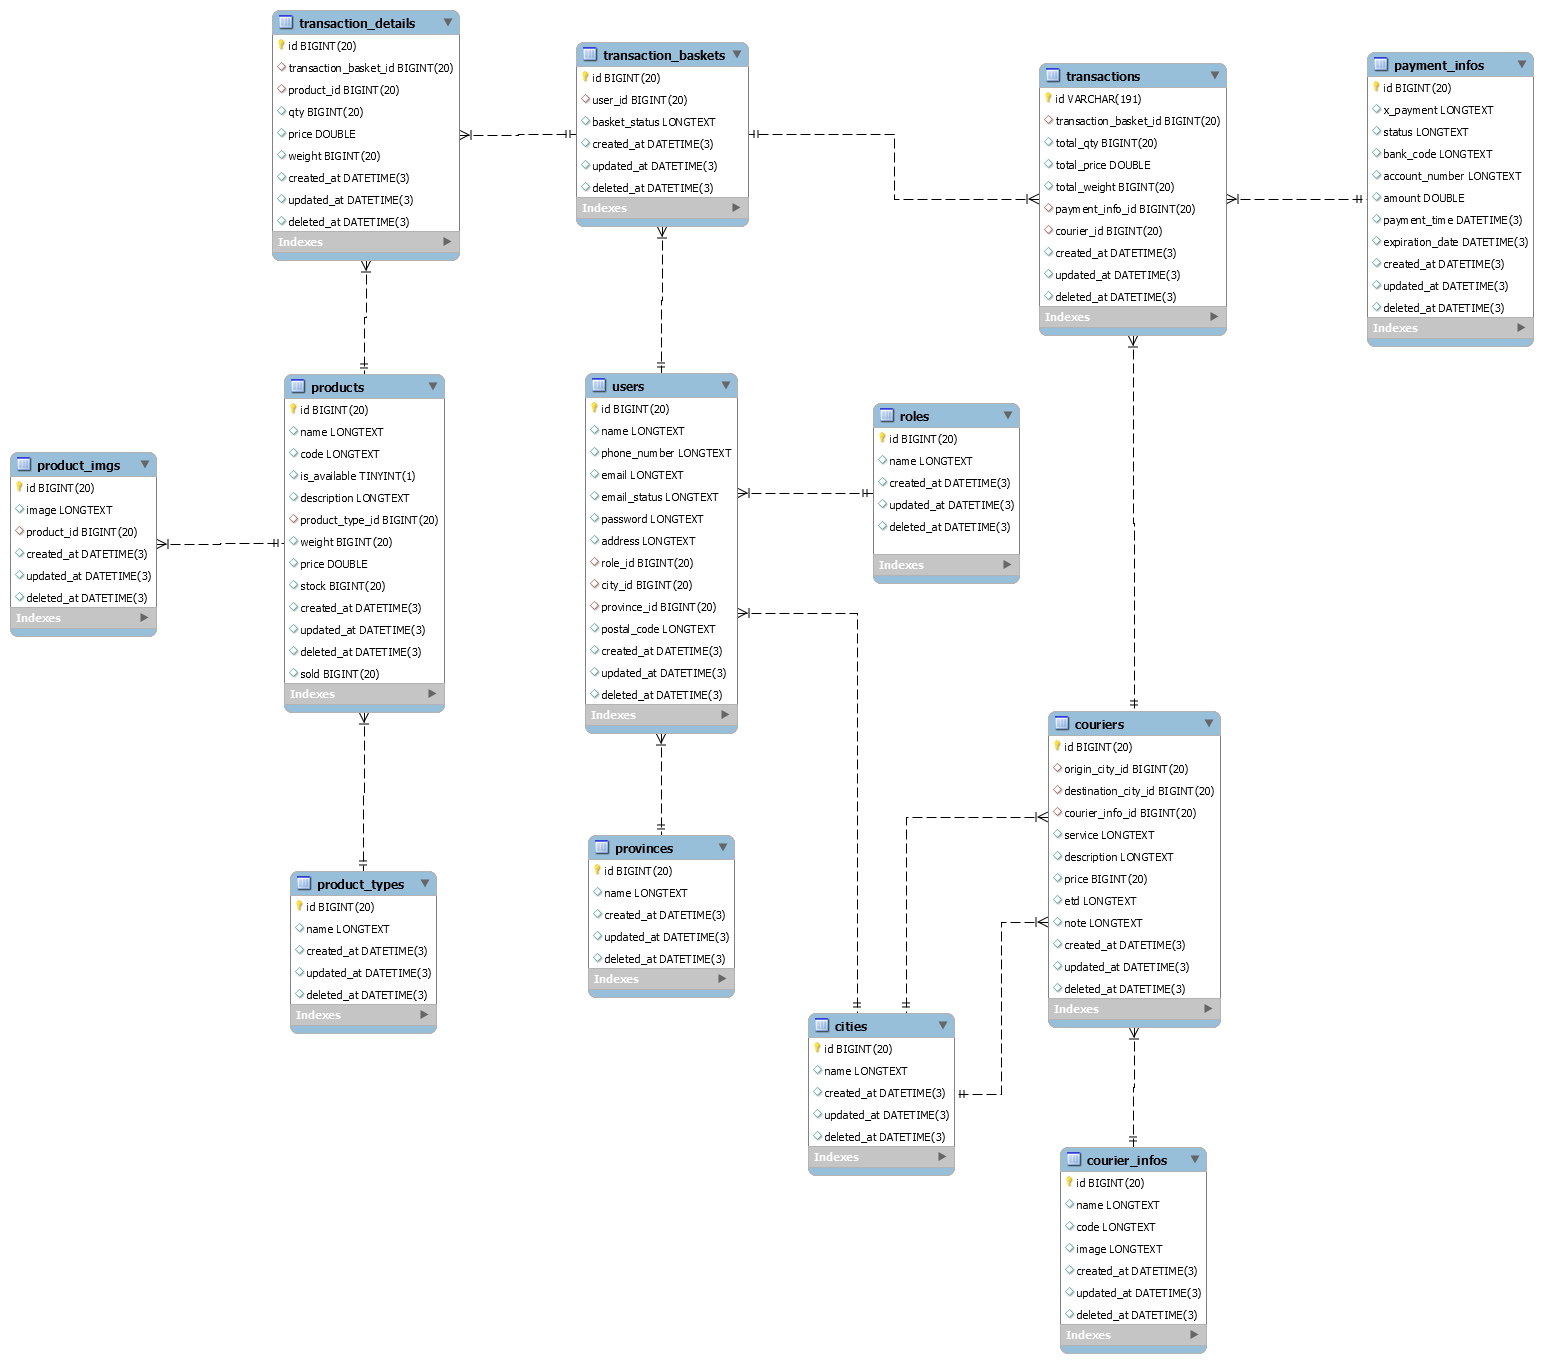 transaction_details
id BIGINT(20)
transaction_basket_id BIGINT(20)
product_id BIGINT(20)
qty BIGINT(20)
price DOUBLE
weight BIGINT(20)
created_at DATETIME(3)
updated_at DATETIME(3)
deleted_at DATETIME(3)
Indexes
transaction_baskets
id BIGINT(20)
user_id BIGINT(20)
basket_status LONGTEXT
created_at DATETIME(3)
updated_at DATETIME(3)
deleted_at DATETIME(3)
Indexes
transactions
id VARCHAR(191)
transaction_basket_id BIGINT(20)
total_qty BIGINT(20)
total_price DOUBLE
total_weight BIGINT(20)
payment_info_id BIGINT(20)
courier_id BIGINT(20)
created_at DATETIME(3)
updated_at DATETIME(3)
deleted_at DATETIME(3)
Indexes
payment_infos
id BIGINT(20)
x_payment LONGTEXT
status LONGTEXT
bank_code LONGTEXT
account_number LONGTEXT
amount DOUBLE
payment_time DATETIME(3)
expiration_date DATETIME(3)
created_at DATETIME(3)
updated_at DATETIME(3)
deleted_at DATETIME(3)
Indexes
product_imgs
id BIGINT(20)
image LONGTEXT
product_id BIGINT(20)
created_at DATETIME(3)
updated_at DATETIME(3)
deleted_at DATETIME(3)
Indexes
products
id BIGINT(20)
name LONGTEXT
code LONGTEXT
is_available TINYINT(1)
description LONGTEXT
product_type_id BIGINT(20)
weight BIGINT(20)
price DOUBLE
stock BIGINT(20)
created_at DATETIME(3)
updated_at DATETIME(3)
deleted_at DATETIME(3)
sold BIGINT(20)
Indexes
users
id BIGINT(20)
name LONGTEXT
phone_number LONGTEXT
email LONGTEXT
email_status LONGTEXT
password LONGTEXT
address LONGTEXT
role_id BIGINT(20)
city_id BIGINT(20)
province_id BIGINT(20)
postal_code LONGTEXT
created_at DATETIME(3)
updated_at DATETIME(3)
deleted_at DATETIME(3)
Indexes
roles
id BIGINT(20)
name LONGTEXT
created_at DATETIME(3)
updated_at DATETIME(3)
deleted_at DATETIME(3)
Indexes
product_types
id BIGINT(20)
name LONGTEXT
created_at DATETIME(3)
updated_at DATETIME(3)
deleted_at DATETIME(3)
Indexes
provinces
id BIGINT(20)
name LONGTEXT
created_at DATETIME(3)
updated_at DATETIME(3)
deleted_at DATETIME(3)
Indexes
couriers
id BIGINT(20)
origin_city_id BIGINT(20)
destination_city_id BIGINT(20)
courier_info_id BIGINT(20)
service LONGTEXT
description LONGTEXT
price BIGINT(20)
etd LONGTEXT
note LONGTEXT
created_at DATETIME(3)
updated_at DATETIME(3)
deleted_at DATETIME(3)
Indexes
cities
id BIGINT(20)
name LONGTEXT
created_at DATETIME(3)
updated_at DATETIME(3)
deleted_at DATETIME(3)
Indexes
courier_infos
id BIGINT(20)
name LONGTEXT
code LONGTEXT
image LONGTEXT
created_at DATETIME(3)
updated_at DATETIME(3)
deleted_at DATETIME(3)
Indexes